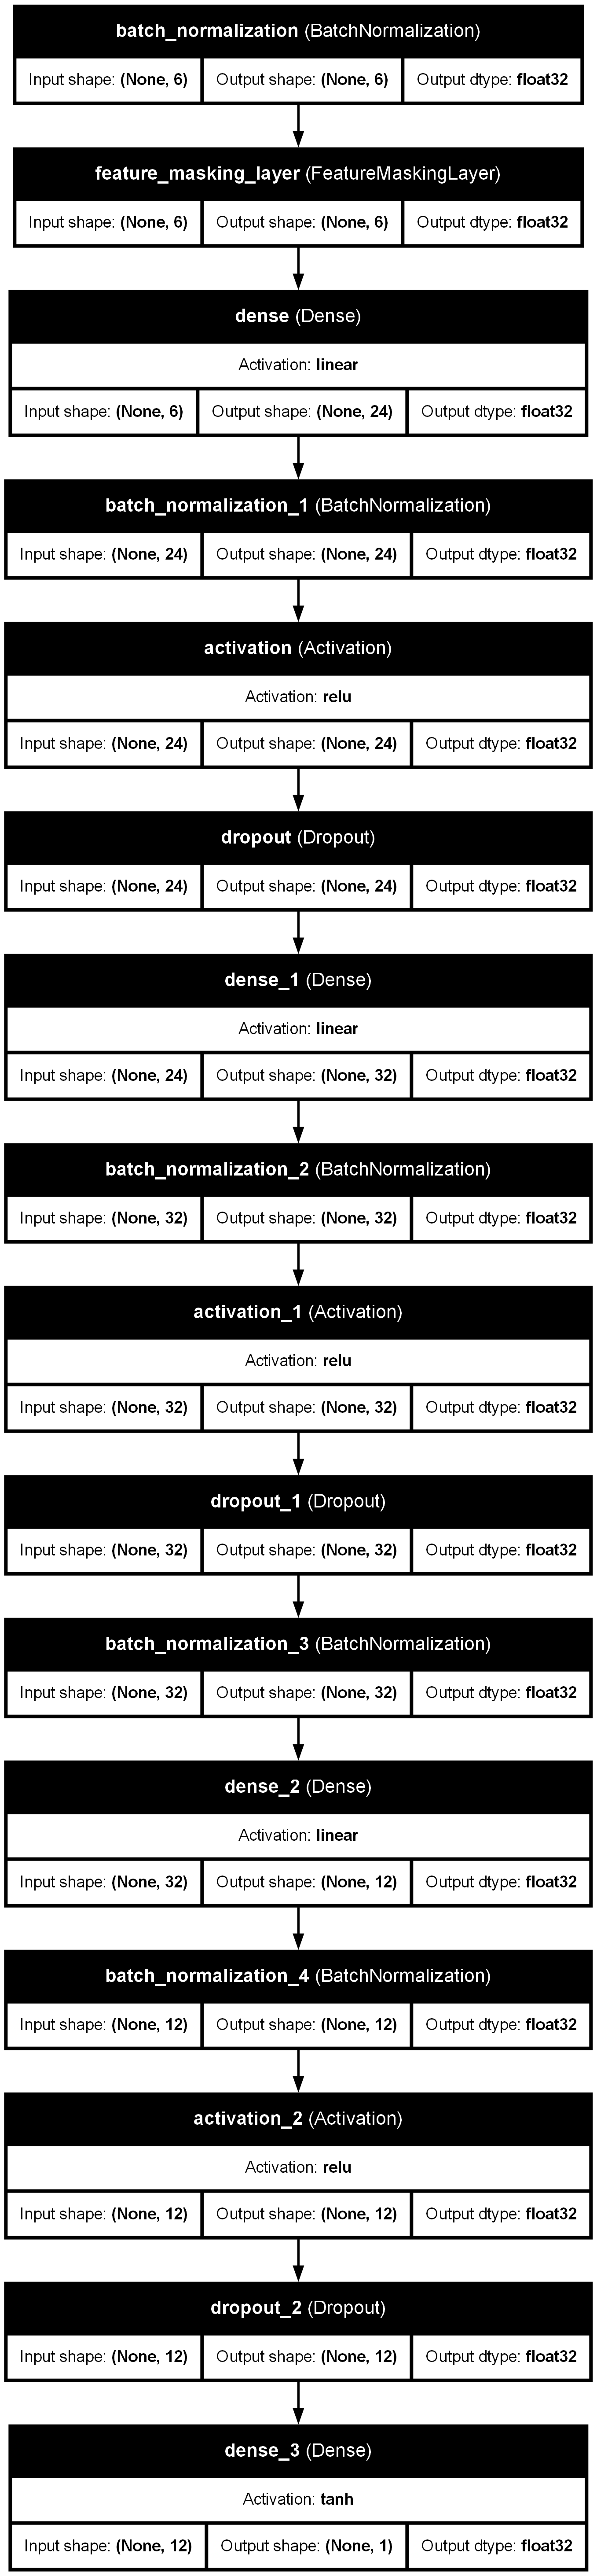 batch_normalization (BatchNormalization)
Input shape: (None, 6) Output shape: (None, 6) Output dtype: float32
feature_masking_layer (FeatureMaskingLayer)
Input shape: (None, 6) Output shape: (None, 6) Output dtype: float32
dense (Dense)
Activation: linear
Input shape: (None, 6) Output shape: (None, 24) Output dtype: float32
batch_normalization_1 (BatchNormalization)
Input shape: (None, 24) Output shape: (None, 24) Output dtype: float32
activation (Activation)
Activation: relu
Input shape: (None, 24) Output shape: (None, 24) Output dtype: float32
dropout (Dropout)
Input shape: (None, 24) Output shape: (None, 24) Output dtype: float32
dense_1 (Dense)
Activation: linear
Input shape: (None, 24) Output shape: (None, 32) Output dtype: float32
batch_normalization_2 (BatchNormalization)
Input shape: (None, 32) Output shape: (None, 32) Output dtype: float32
activation_1 (Activation)
Activation: relu
Input shape: (None, 32) Output shape: (None, 32) Output dtype: float32
dropout_1 (Dropout)
Input shape: (None, 32) Output shape: (None, 32) Output dtype: float32
batch_normalization_3 (BatchNormalization)
Input shape: (None, 32) Output shape: (None, 32) Output dtype: float32
dense_2 (Dense)
Activation: linear
Input shape: (None, 32) Output shape: (None, 12) Output dtype: float32
batch_normalization_4 (BatchNormalization)
Input shape: (None, 12) Output shape: (None, 12) Output dtype: float32
activation_2 (Activation)
Activation: relu
Input shape: (None, 12) Output shape: (None, 12) Output dtype: float32
dropout_2 (Dropout)
Input shape: (None, 12) Output shape: (None, 12) Output dtype: float32
dense_3 (Dense)
Activation: tanh
Input shape: (None, 12) Output shape: (None, 1) Output dtype: float32